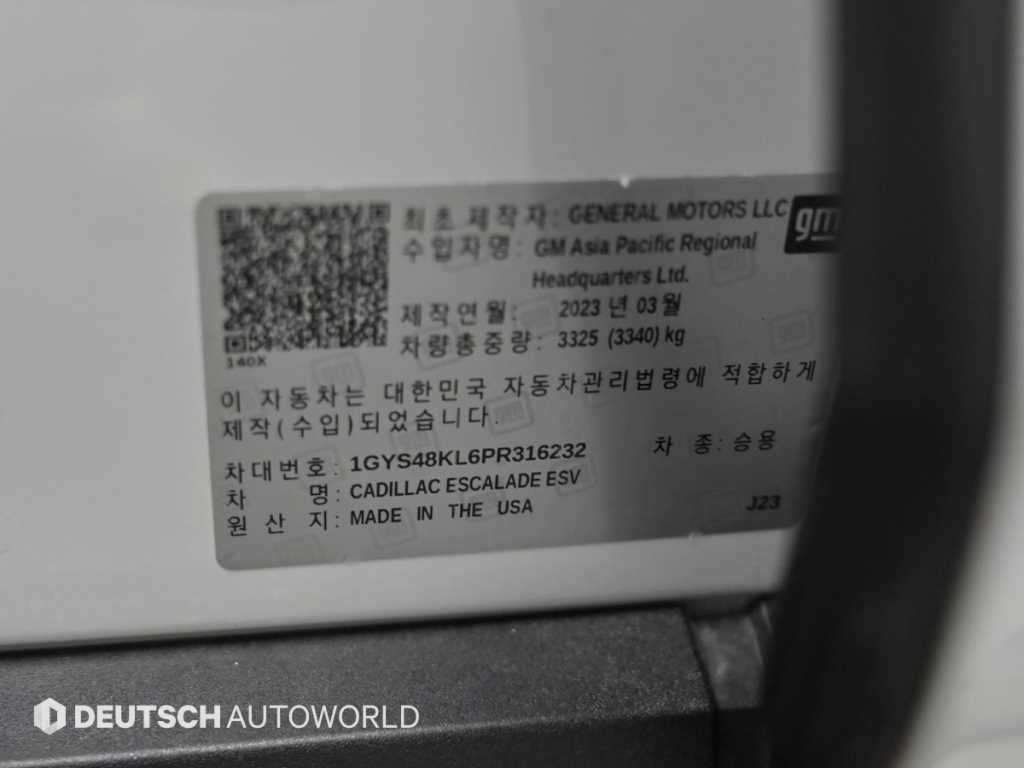 최초 제작자: GENERAL MOTORS LLC gm
수입자명: GM Asia Pacific Regional
Headquarters Ltd.
제작연월: 2023 년 03월
차량총중량: 3325 (3340) kg
140X
이 자동차는 대한민국 자동차관리법령에 적합하게
제작(수입)되었습니다.
차대번호: 1GYS48KL6PR316232 차 종: 승용
차 명: CADILLAC ESCALADE ESV
원 산 지: MADE IN THE USA
J23
DEUTSCH AUTOWORLD